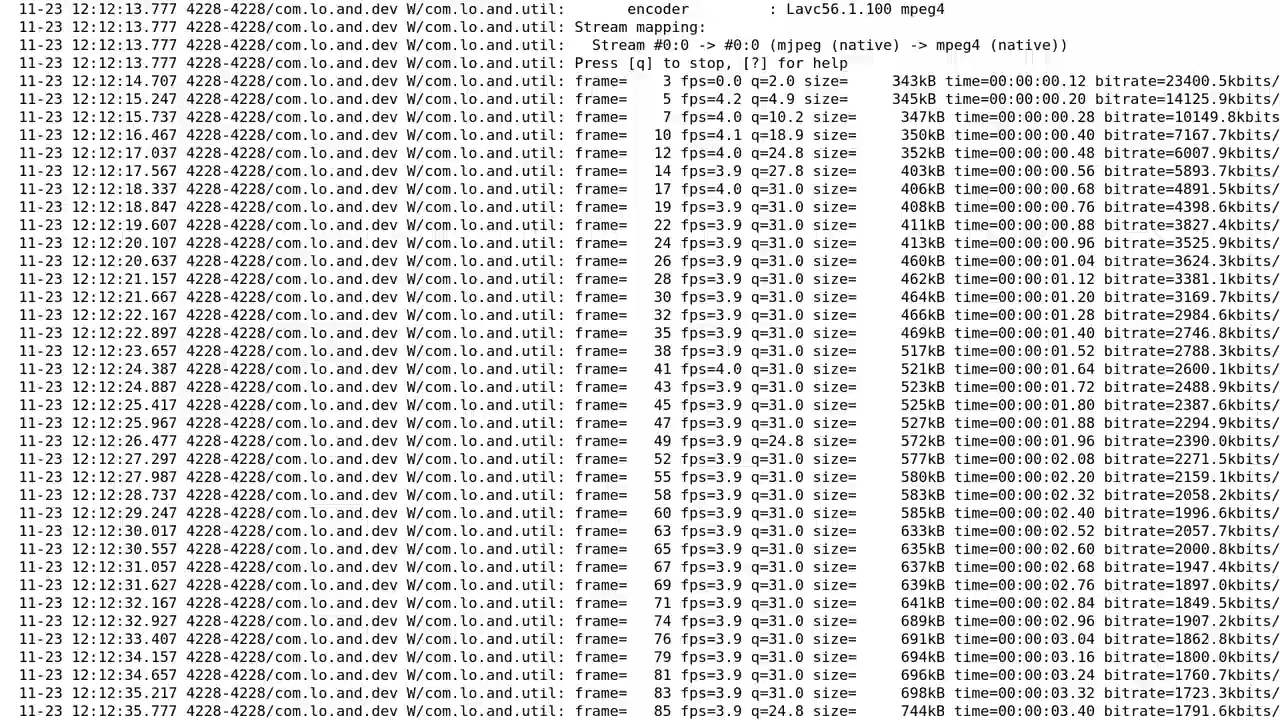 11-23 12:12:13.777 4228-4228/com.lo.and.dev W/com.lo.and.util:       encoder         : Lavc56.1.100 mpeg4
11-23 12:12:13.777 4228-4228/com.lo.and.dev W/com.lo.and.util: Stream mapping:
11-23 12:12:13.777 4228-4228/com.lo.and.dev W/com.lo.and.util:   Stream #0:0 -> #0:0 (mjpeg (native) -> mpeg4 (native))
11-23 12:12:13.777 4228-4228/com.lo.and.dev W/com.lo.and.util: Press [q] to stop, [?] for help
11-23 12:12:14.707 4228-4228/com.lo.and.dev W/com.lo.and.util: frame=    3 fps=0.0 q=2.0 size=     343kB time=00:00:00.12 bitrate=23400.5kbits/
11-23 12:12:15.247 4228-4228/com.lo.and.dev W/com.lo.and.util: frame=    5 fps=4.2 q=4.9 size=     345kB time=00:00:00.20 bitrate=14125.9kbits/
11-23 12:12:15.737 4228-4228/com.lo.and.dev W/com.lo.and.util: frame=    7 fps=4.0 q=10.2 size=     347kB time=00:00:00.28 bitrate=10149.8kbits
11-23 12:12:16.467 4228-4228/com.lo.and.dev W/com.lo.and.util: frame=   10 fps=4.1 q=18.9 size=     350kB time=00:00:00.40 bitrate=7167.7kbits/
11-23 12:12:17.037 4228-4228/com.lo.and.dev W/com.lo.and.util: frame=   12 fps=4.0 q=24.8 size=     352kB time=00:00:00.48 bitrate=6007.9kbits/
11-23 12:12:17.567 4228-4228/com.lo.and.dev W/com.lo.and.util: frame=   14 fps=3.9 q=27.8 size=     403kB time=00:00:00.56 bitrate=5893.7kbits/
11-23 12:12:18.337 4228-4228/com.lo.and.dev W/com.lo.and.util: frame=   17 fps=4.0 q=31.0 size=     406kB time=00:00:00.68 bitrate=4891.5kbits/
11-23 12:12:18.847 4228-4228/com.lo.and.dev W/com.lo.and.util: frame=   19 fps=3.9 q=31.0 size=     408kB time=00:00:00.76 bitrate=4398.6kbits/
11-23 12:12:19.607 4228-4228/com.lo.and.dev W/com.lo.and.util: frame=   22 fps=3.9 q=31.0 size=     411kB time=00:00:00.88 bitrate=3827.4kbits/
11-23 12:12:20.107 4228-4228/com.lo.and.dev W/com.lo.and.util: frame=   24 fps=3.9 q=31.0 size=     413kB time=00:00:00.96 bitrate=3525.9kbits/
11-23 12:12:20.637 4228-4228/com.lo.and.dev W/com.lo.and.util: frame=   26 fps=3.9 q=31.0 size=     460kB time=00:00:01.04 bitrate=3624.3kbits/
11-23 12:12:21.157 4228-4228/com.lo.and.dev W/com.lo.and.util: frame=   28 fps=3.9 q=31.0 size=     462kB time=00:00:01.12 bitrate=3381.1kbits/
11-23 12:12:21.667 4228-4228/com.lo.and.dev W/com.lo.and.util: frame=   30 fps=3.9 q=31.0 size=     464kB time=00:00:01.20 bitrate=3169.7kbits/
11-23 12:12:22.167 4228-4228/com.lo.and.dev W/com.lo.and.util: frame=   32 fps=3.9 q=31.0 size=     466kB time=00:00:01.28 bitrate=2984.6kbits/
11-23 12:12:22.897 4228-4228/com.lo.and.dev W/com.lo.and.util: frame=   35 fps=3.9 q=31.0 size=     469kB time=00:00:01.40 bitrate=2746.8kbits/
11-23 12:12:23.657 4228-4228/com.lo.and.dev W/com.lo.and.util: frame=   38 fps=3.9 q=31.0 size=     517kB time=00:00:01.52 bitrate=2788.3kbits/
11-23 12:12:24.387 4228-4228/com.lo.and.dev W/com.lo.and.util: frame=   41 fps=4.0 q=31.0 size=     521kB time=00:00:01.64 bitrate=2600.1kbits/
11-23 12:12:24.887 4228-4228/com.lo.and.dev W/com.lo.and.util: frame=   43 fps=3.9 q=31.0 size=     523kB time=00:00:01.72 bitrate=2488.9kbits/
11-23 12:12:25.417 4228-4228/com.lo.and.dev W/com.lo.and.util: frame=   45 fps=3.9 q=31.0 size=     525kB time=00:00:01.80 bitrate=2387.6kbits/
11-23 12:12:25.967 4228-4228/com.lo.and.dev W/com.lo.and.util: frame=   47 fps=3.9 q=31.0 size=     527kB time=00:00:01.88 bitrate=2294.9kbits/
11-23 12:12:26.477 4228-4228/com.lo.and.dev W/com.lo.and.util: frame=   49 fps=3.9 q=24.8 size=     572kB time=00:00:01.96 bitrate=2390.0kbits/
11-23 12:12:27.297 4228-4228/com.lo.and.dev W/com.lo.and.util: frame=   52 fps=3.9 q=31.0 size=     577kB time=00:00:02.08 bitrate=2271.5kbits/
11-23 12:12:27.987 4228-4228/com.lo.and.dev W/com.lo.and.util: frame=   55 fps=3.9 q=31.0 size=     580kB time=00:00:02.20 bitrate=2159.1kbits/
11-23 12:12:28.737 4228-4228/com.lo.and.dev W/com.lo.and.util: frame=   58 fps=3.9 q=31.0 size=     583kB time=00:00:02.32 bitrate=2058.2kbits/
11-23 12:12:29.247 4228-4228/com.lo.and.dev W/com.lo.and.util: frame=   60 fps=3.9 q=31.0 size=     585kB time=00:00:02.40 bitrate=1996.6kbits/
11-23 12:12:30.017 4228-4228/com.lo.and.dev W/com.lo.and.util: frame=   63 fps=3.9 q=31.0 size=     633kB time=00:00:02.52 bitrate=2057.7kbits/
11-23 12:12:30.557 4228-4228/com.lo.and.dev W/com.lo.and.util: frame=   65 fps=3.9 q=31.0 size=     635kB time=00:00:02.60 bitrate=2000.8kbits/
11-23 12:12:31.057 4228-4228/com.lo.and.dev W/com.lo.and.util: frame=   67 fps=3.9 q=31.0 size=     637kB time=00:00:02.68 bitrate=1947.4kbits/
11-23 12:12:31.627 4228-4228/com.lo.and.dev W/com.lo.and.util: frame=   69 fps=3.9 q=31.0 size=     639kB time=00:00:02.76 bitrate=1897.0kbits/
11-23 12:12:32.167 4228-4228/com.lo.and.dev W/com.lo.and.util: frame=   71 fps=3.9 q=31.0 size=     641kB time=00:00:02.84 bitrate=1849.5kbits/
11-23 12:12:32.927 4228-4228/com.lo.and.dev W/com.lo.and.util: frame=   74 fps=3.9 q=31.0 size=     689kB time=00:00:02.96 bitrate=1907.2kbits/
11-23 12:12:33.407 4228-4228/com.lo.and.dev W/com.lo.and.util: frame=   76 fps=3.9 q=31.0 size=     691kB time=00:00:03.04 bitrate=1862.8kbits/
11-23 12:12:34.157 4228-4228/com.lo.and.dev W/com.lo.and.util: frame=   79 fps=3.9 q=31.0 size=     694kB time=00:00:03.16 bitrate=1800.0kbits/
11-23 12:12:34.657 4228-4228/com.lo.and.dev W/com.lo.and.util: frame=   81 fps=3.9 q=31.0 size=     696kB time=00:00:03.24 bitrate=1760.7kbits/
11-23 12:12:35.217 4228-4228/com.lo.and.dev W/com.lo.and.util: frame=   83 fps=3.9 q=31.0 size=     698kB time=00:00:03.32 bitrate=1723.3kbits/
11-23 12:12:35.777 4228-4228/com.lo.and.dev W/com.lo.and.util: frame=   85 fps=3.9 q=24.8 size=     744kB time=00:00:03.40 bitrate=1791.6kbits/